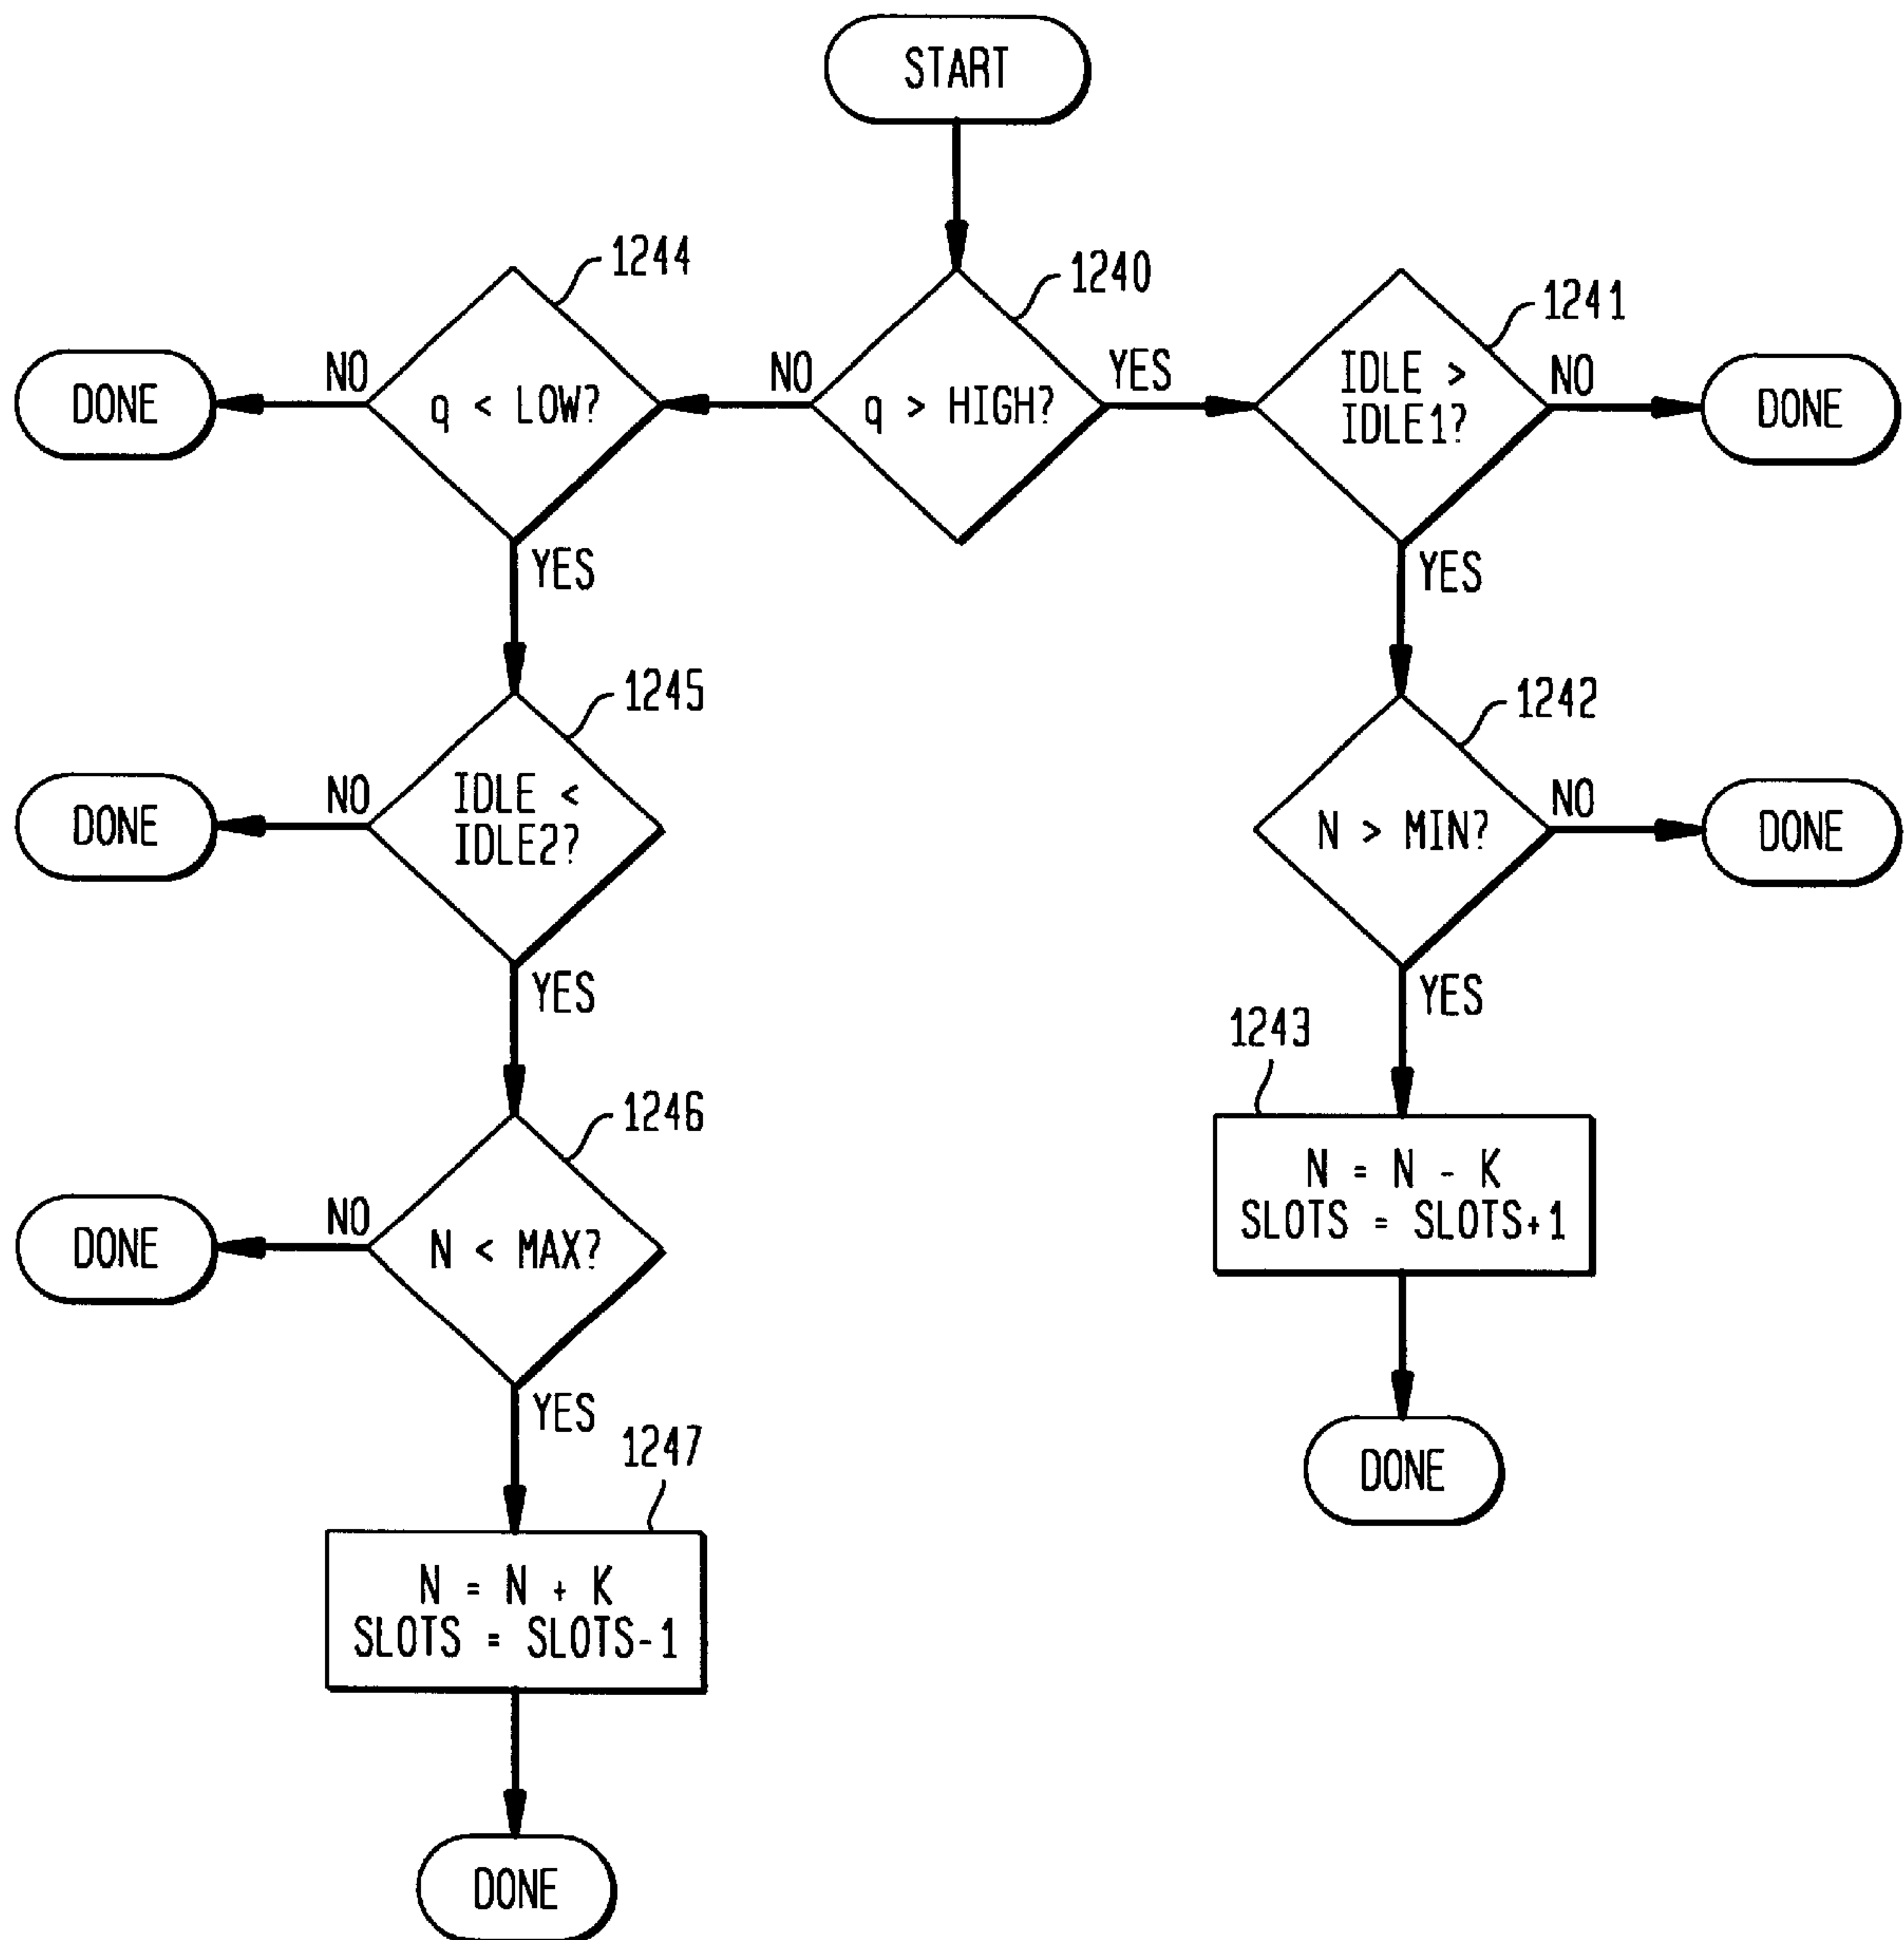 START
1244
1240
1241
DONE
NO
q < LOW?
NO
q > HIGH?
YES
IDLE >
IDLE1?
NO
DONE
YES
YES
1245
1242
DONE
NO
IDLE <
IDLE2?
N > MIN?
NO
DONE
YES
YES
1243
1246
DONE
NO
N < MAX?
N = N - K
SLOTS = SLOTS+1
YES
1247
DONE
N = N + K
SLOTS = SLOTS-1
DONE